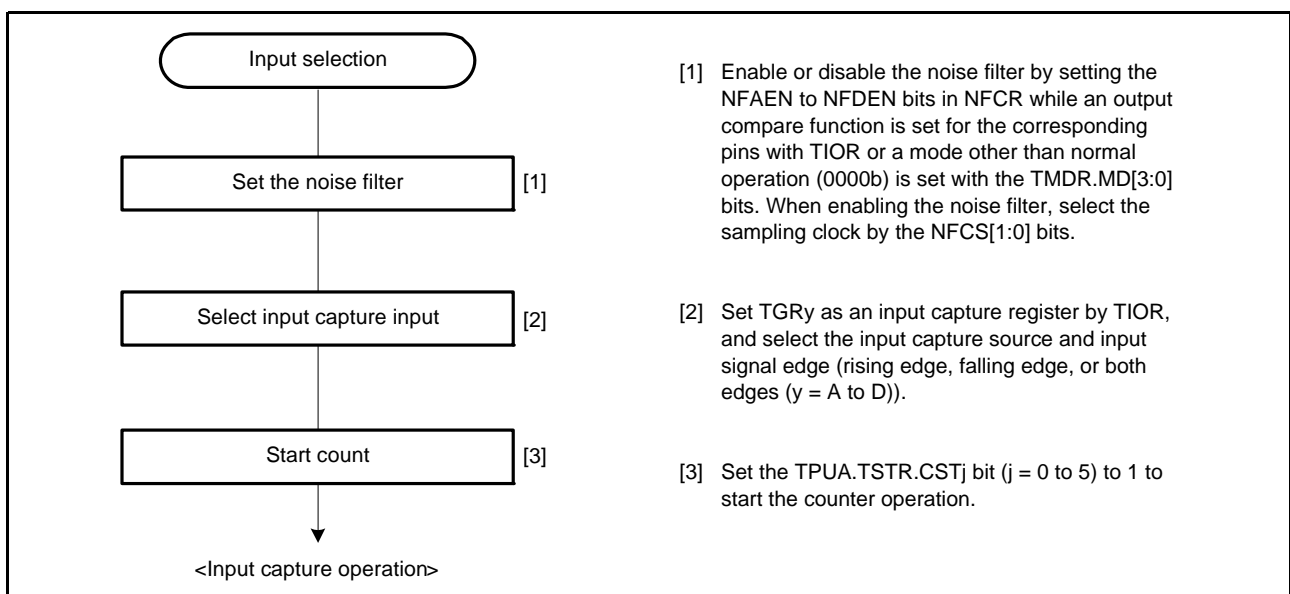 Input selection
Set the noise filter
[1]
Select input capture input
[2]
Start count
[3]
<Input capture operation>
[1] Enable or disable the noise filter by setting the
NFAEN to NFDEN bits in NFCR while an output
compare function is set for the corresponding
pins with TIOR or a mode other than normal
operation (0000b) is set with the TMDR.MD[3:0]
bits. When enabling the noise filter, select the
sampling clock by the NFCS[1:0] bits.
[2] Set TGRy as an input capture register by TIOR,
and select the input capture source and input
signal edge (rising edge, falling edge, or both
edges (y = A to D)).
[3] Set the TPUA.TSTR.CSTj bit (j = 0 to 5) to 1 to
start the counter operation.